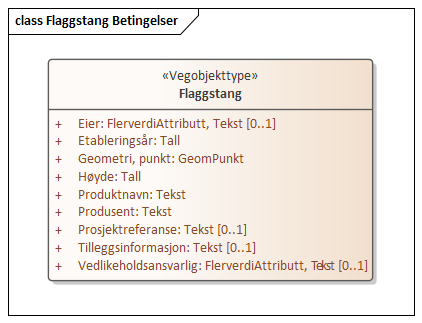 class Flaggstang Betingelser
«Vegobjekttype»
Flaggstang
+ Eier: FlerverdiAttributt, Tekst [0..1]
+ Etableringsår: Tall
+ Geometri, punkt: GeomPunkt
+ Høyde: Tall
+ Produktnavn: Tekst
+ Produsent: Tekst
+ Prosjektreferanse: Tekst [0..1]
+ Tilleggsinformasjon: Tekst [0..1]
+ Vedlikeholdsansvarlig: FlerverdiAttributt, Tekst [0..1]